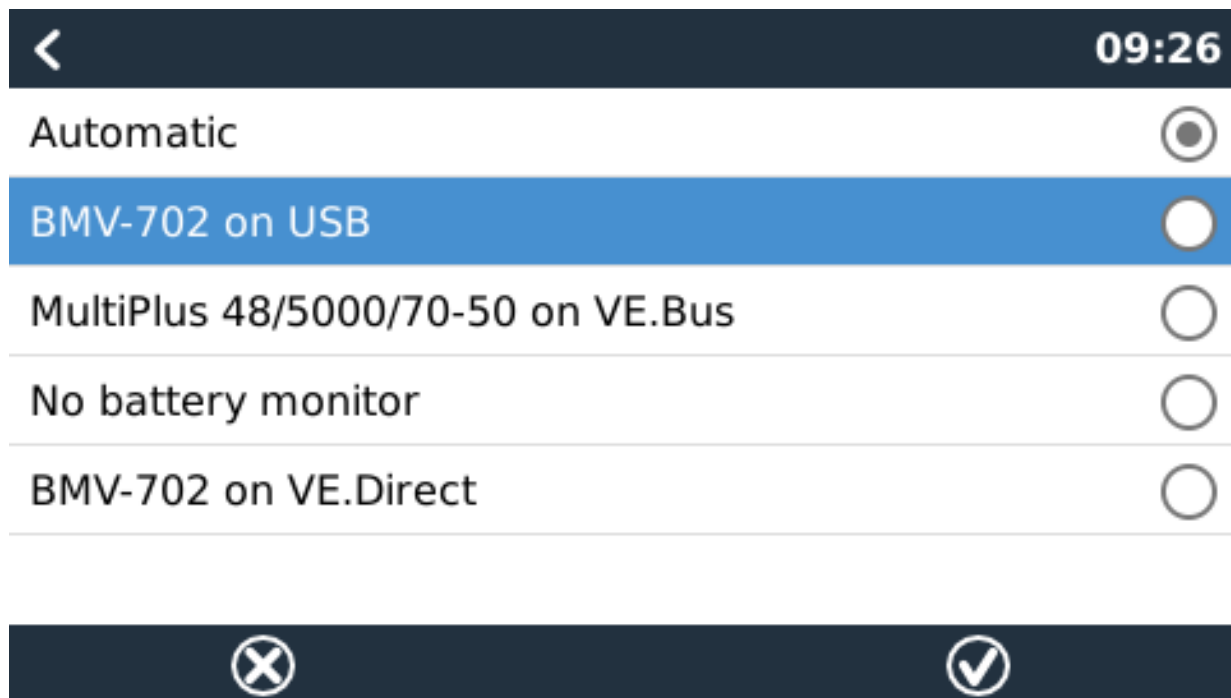 09:26
Automatic
BMV-702 on USB
MultiPlus 48/5000/70-50 on VE.Bus
No battery monitor
BMV-702 on VE.Direct